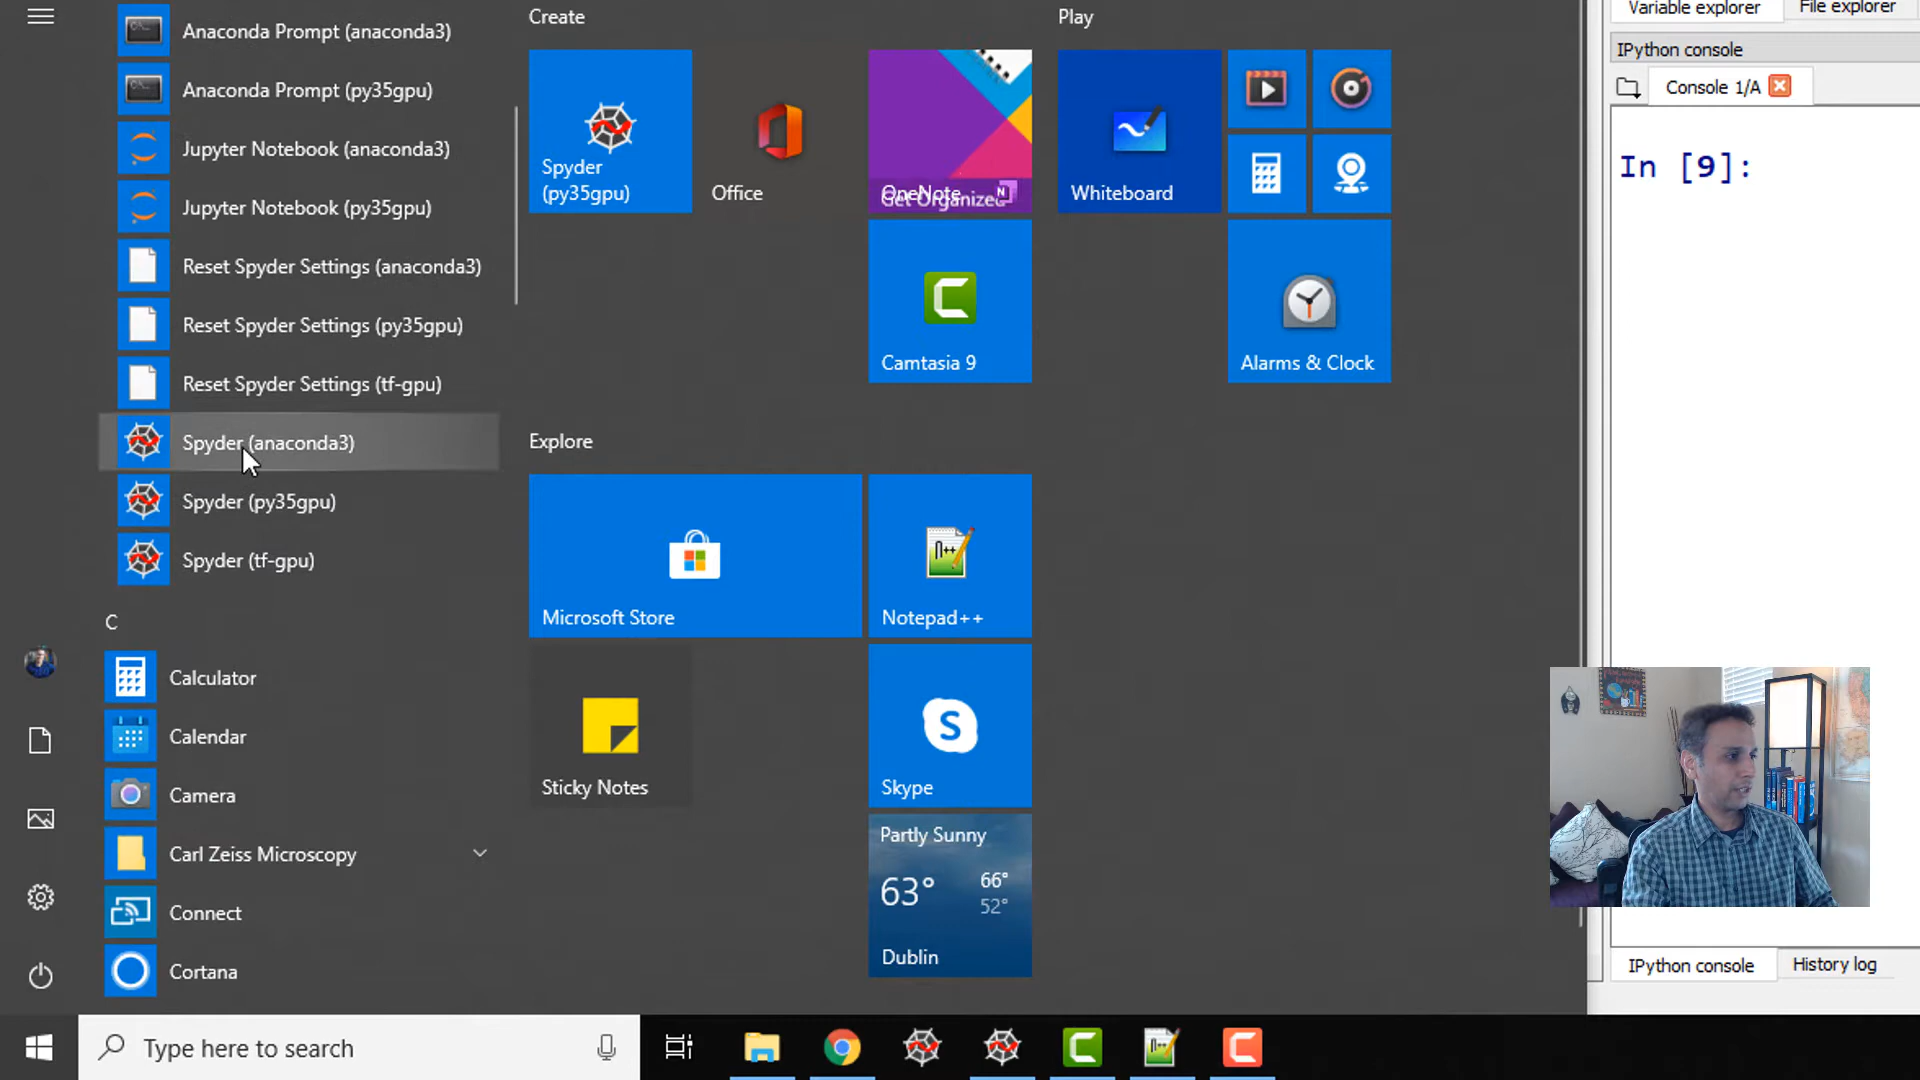 Anaconda Prompt (anaconda3)
Anaconda Prompt (py35gpu)
Jupyter Notebook (anaconda3)
Jupyter Notebook (py35gpu)
Reset Spyder Settings (anaconda3)
Reset Spyder Settings (py35gpu)
Reset Spyder Settings (tf-gpu)
Spyder (anaconda3)
Spyder (py35gpu)
Spyder (tf-gpu)
C
Calculator
Calendar
Camera
Carl Zeiss Microscopy
Connect
Cortana
Create
Spyder
(py35gpu)
Office
OneNote
Get Organized
Camtasia 9
Explore
Microsoft Store
Notepad++
Sticky Notes
Skype
Partly Sunny
63° 66°
52°
Dublin
Play
Whiteboard
Alarms & Clock
Variable explorer File explorer
IPython console
Console 1/A
In [9]:
IPython console History log
Type here to search